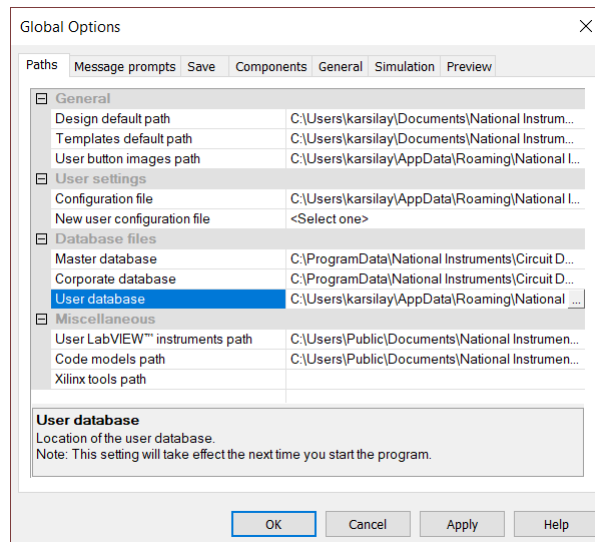 Global Options
Paths Message prompts Save Components General Simulation Preview
General
Design default path C:\Users\karsilay\Documents\National Instrum...
Templates default path C:\Users\karsilay\Documents\National Instrum...
User button images path C:\Users\karsilay\AppData\Roaming\National I...
User settings
Configuration file C:\Users\karsilay\AppData\Roaming\National I...
New user configuration file <Select one>
Database files
Master database C:\ProgramData\National Instruments\Circuit D...
Corporate database C:\ProgramData\National Instruments\Circuit D...
User database C:\Users\karsilay\AppData\Roaming\National ...
Miscellaneous
User LabVIEW™ instruments path C:\Users\Public\Documents\National Instrumen...
Code models path C:\Users\Public\Documents\National Instrumen...
Xilinx tools path
User database
Location of the user database.
Note: This setting will take effect the next time you start the program.
OK Cancel Apply Help